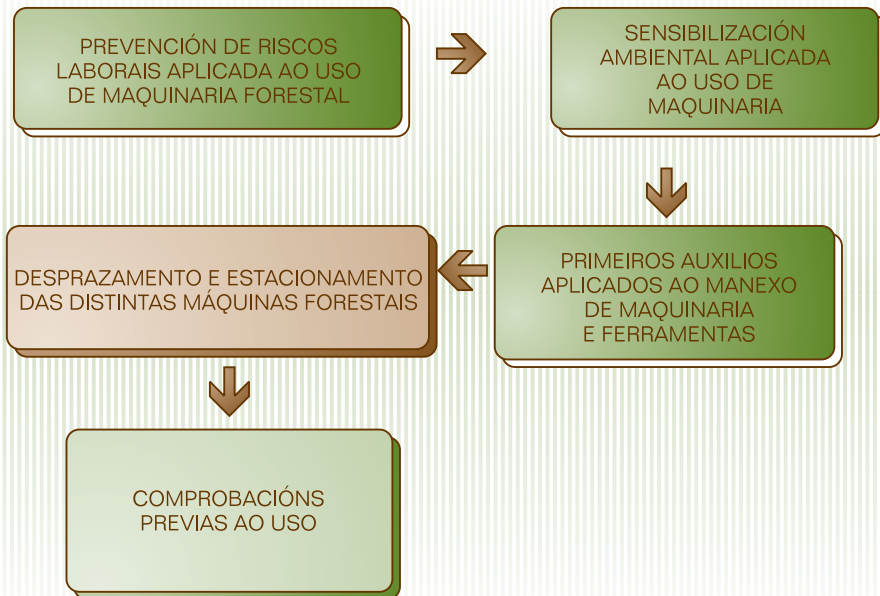 PREVENCIÓN DE RISCOS
LABORAIS APLICADA AO USO
DE MAQUINARIA FORESTAL
SENSIBILIZACIÓN
AMBIENTAL APLICADA
AO USO DE
MAQUINARIA
PRIMEIROS AUXILIOS
APLICADOS AO MANEXO
DE MAQUINARIA
E FERRAMENTAS
DESPRAZAMENTO E ESTACIONAMENTO
DAS DISTINTAS MÁQUINAS FORESTAIS
COMPROBACIÓNS
PREVIAS AO USO